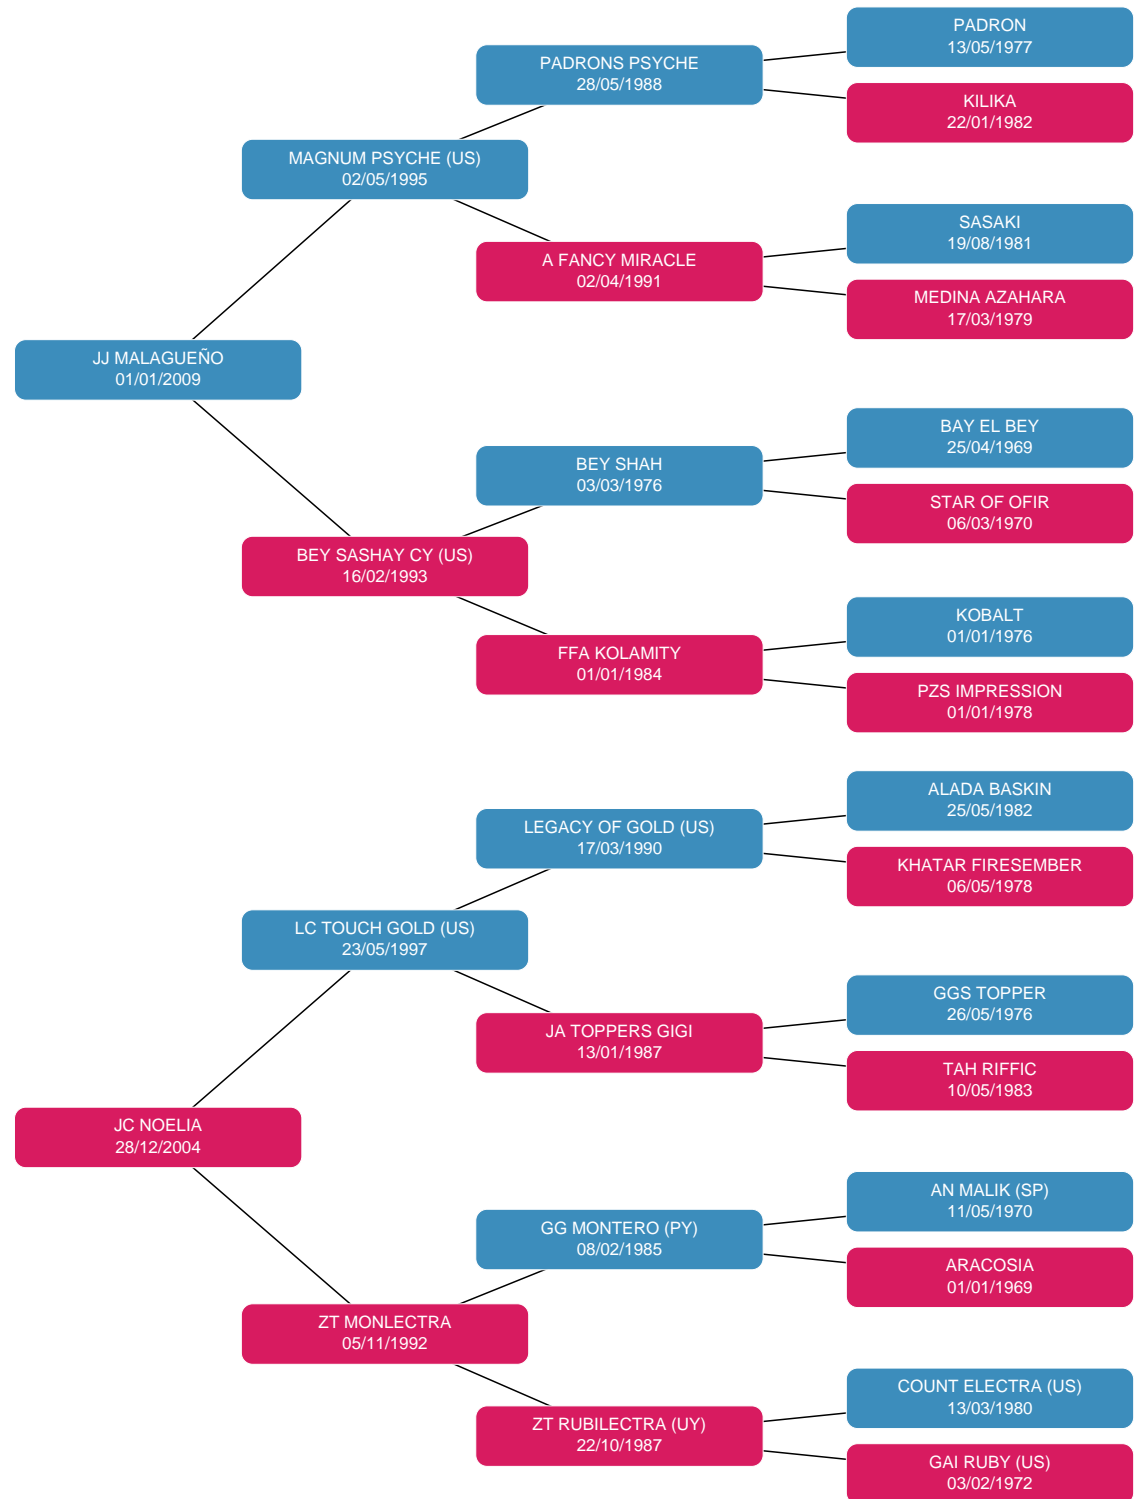 PADRON
13/05/1977
PADRONS PSYCHE
28/05/1988
KILIKA
22/01/1982
MAGNUM PSYCHE (US)
02/05/1995
SASAKI
19/08/1981
A FANCY MIRACLE
02/04/1991
MEDINA AZAHARA
17/03/1979
JJ MALAGUEÑO
01/01/2009
BAY EL BEY
25/04/1969
BEY SHAH
03/03/1976
STAR OF OFIR
06/03/1970
BEY SASHAY CY (US)
16/02/1993
KOBALT
01/01/1976
FFA KOLAMITY
01/01/1984
PZS IMPRESSION
01/01/1978
ALADA BASKIN
25/05/1982
LEGACY OF GOLD (US)
17/03/1990
KHATAR FIRESEMBER
06/05/1978
LC TOUCH GOLD (US)
23/05/1997
GGS TOPPER
26/05/1976
JA TOPPERS GIGI
13/01/1987
TAH RIFFIC
10/05/1983
JC NOELIA
28/12/2004
AN MALIK (SP)
11/05/1970
GG MONTERO (PY)
08/02/1985
ARACOSIA
01/01/1969
ZT MONLECTRA
05/11/1992
COUNT ELECTRA (US)
13/03/1980
ZT RUBILECTRA (UY)
22/10/1987
GAI RUBY (US)
03/02/1972